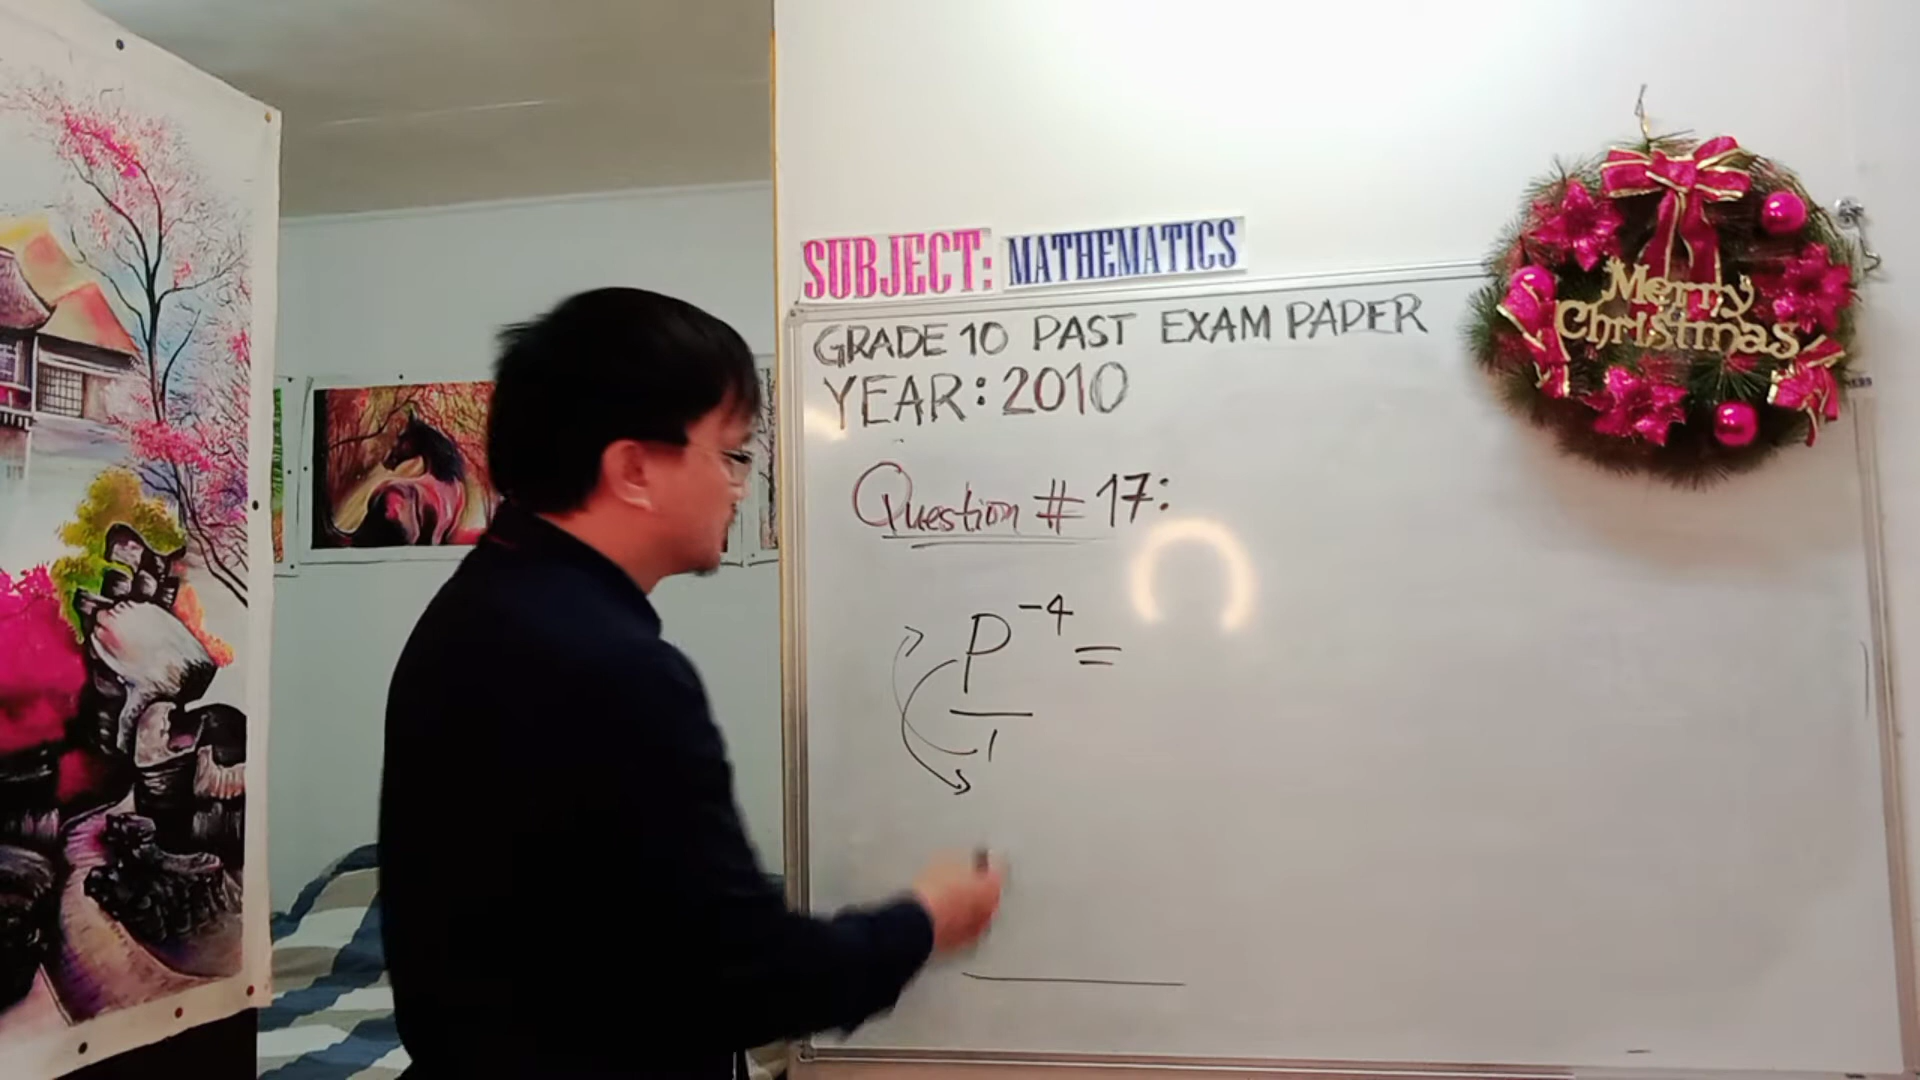 SUBJECT: MATHEMATICS
GRADE 10 PAST EXAM PAPER
YEAR: 2010
Question # 17:
p⁻⁴ =
1
Merry
Christmas